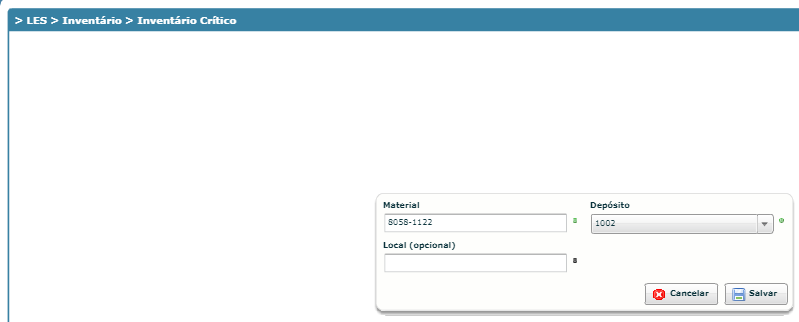 > LES > Inventário > Inventário Crítico
Material
Depósito
8058-1122
1002
Local (opcional)
Cancelar
Salvar